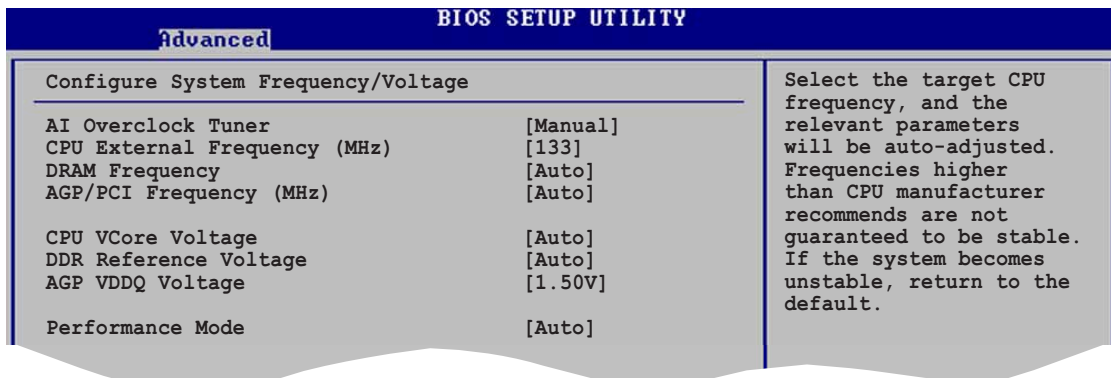 BIOS SETUP UTILITY
Advanced
Configure System Frequency/Voltage
AI Overclock Tuner [Manual]
CPU External Frequency (MHz) [133]
DRAM Frequency [Auto]
AGP/PCI Frequency (MHz) [Auto]
CPU VCore Voltage [Auto]
DDR Reference Voltage [Auto]
AGP VDDQ Voltage [1.50V]
Performance Mode [Auto]
Select the target CPU
frequency, and the
relevant parameters
will be auto-adjusted.
Frequencies higher
than CPU manufacturer
recommends are not
guaranteed to be stable.
If the system becomes
unstable, return to the
default.